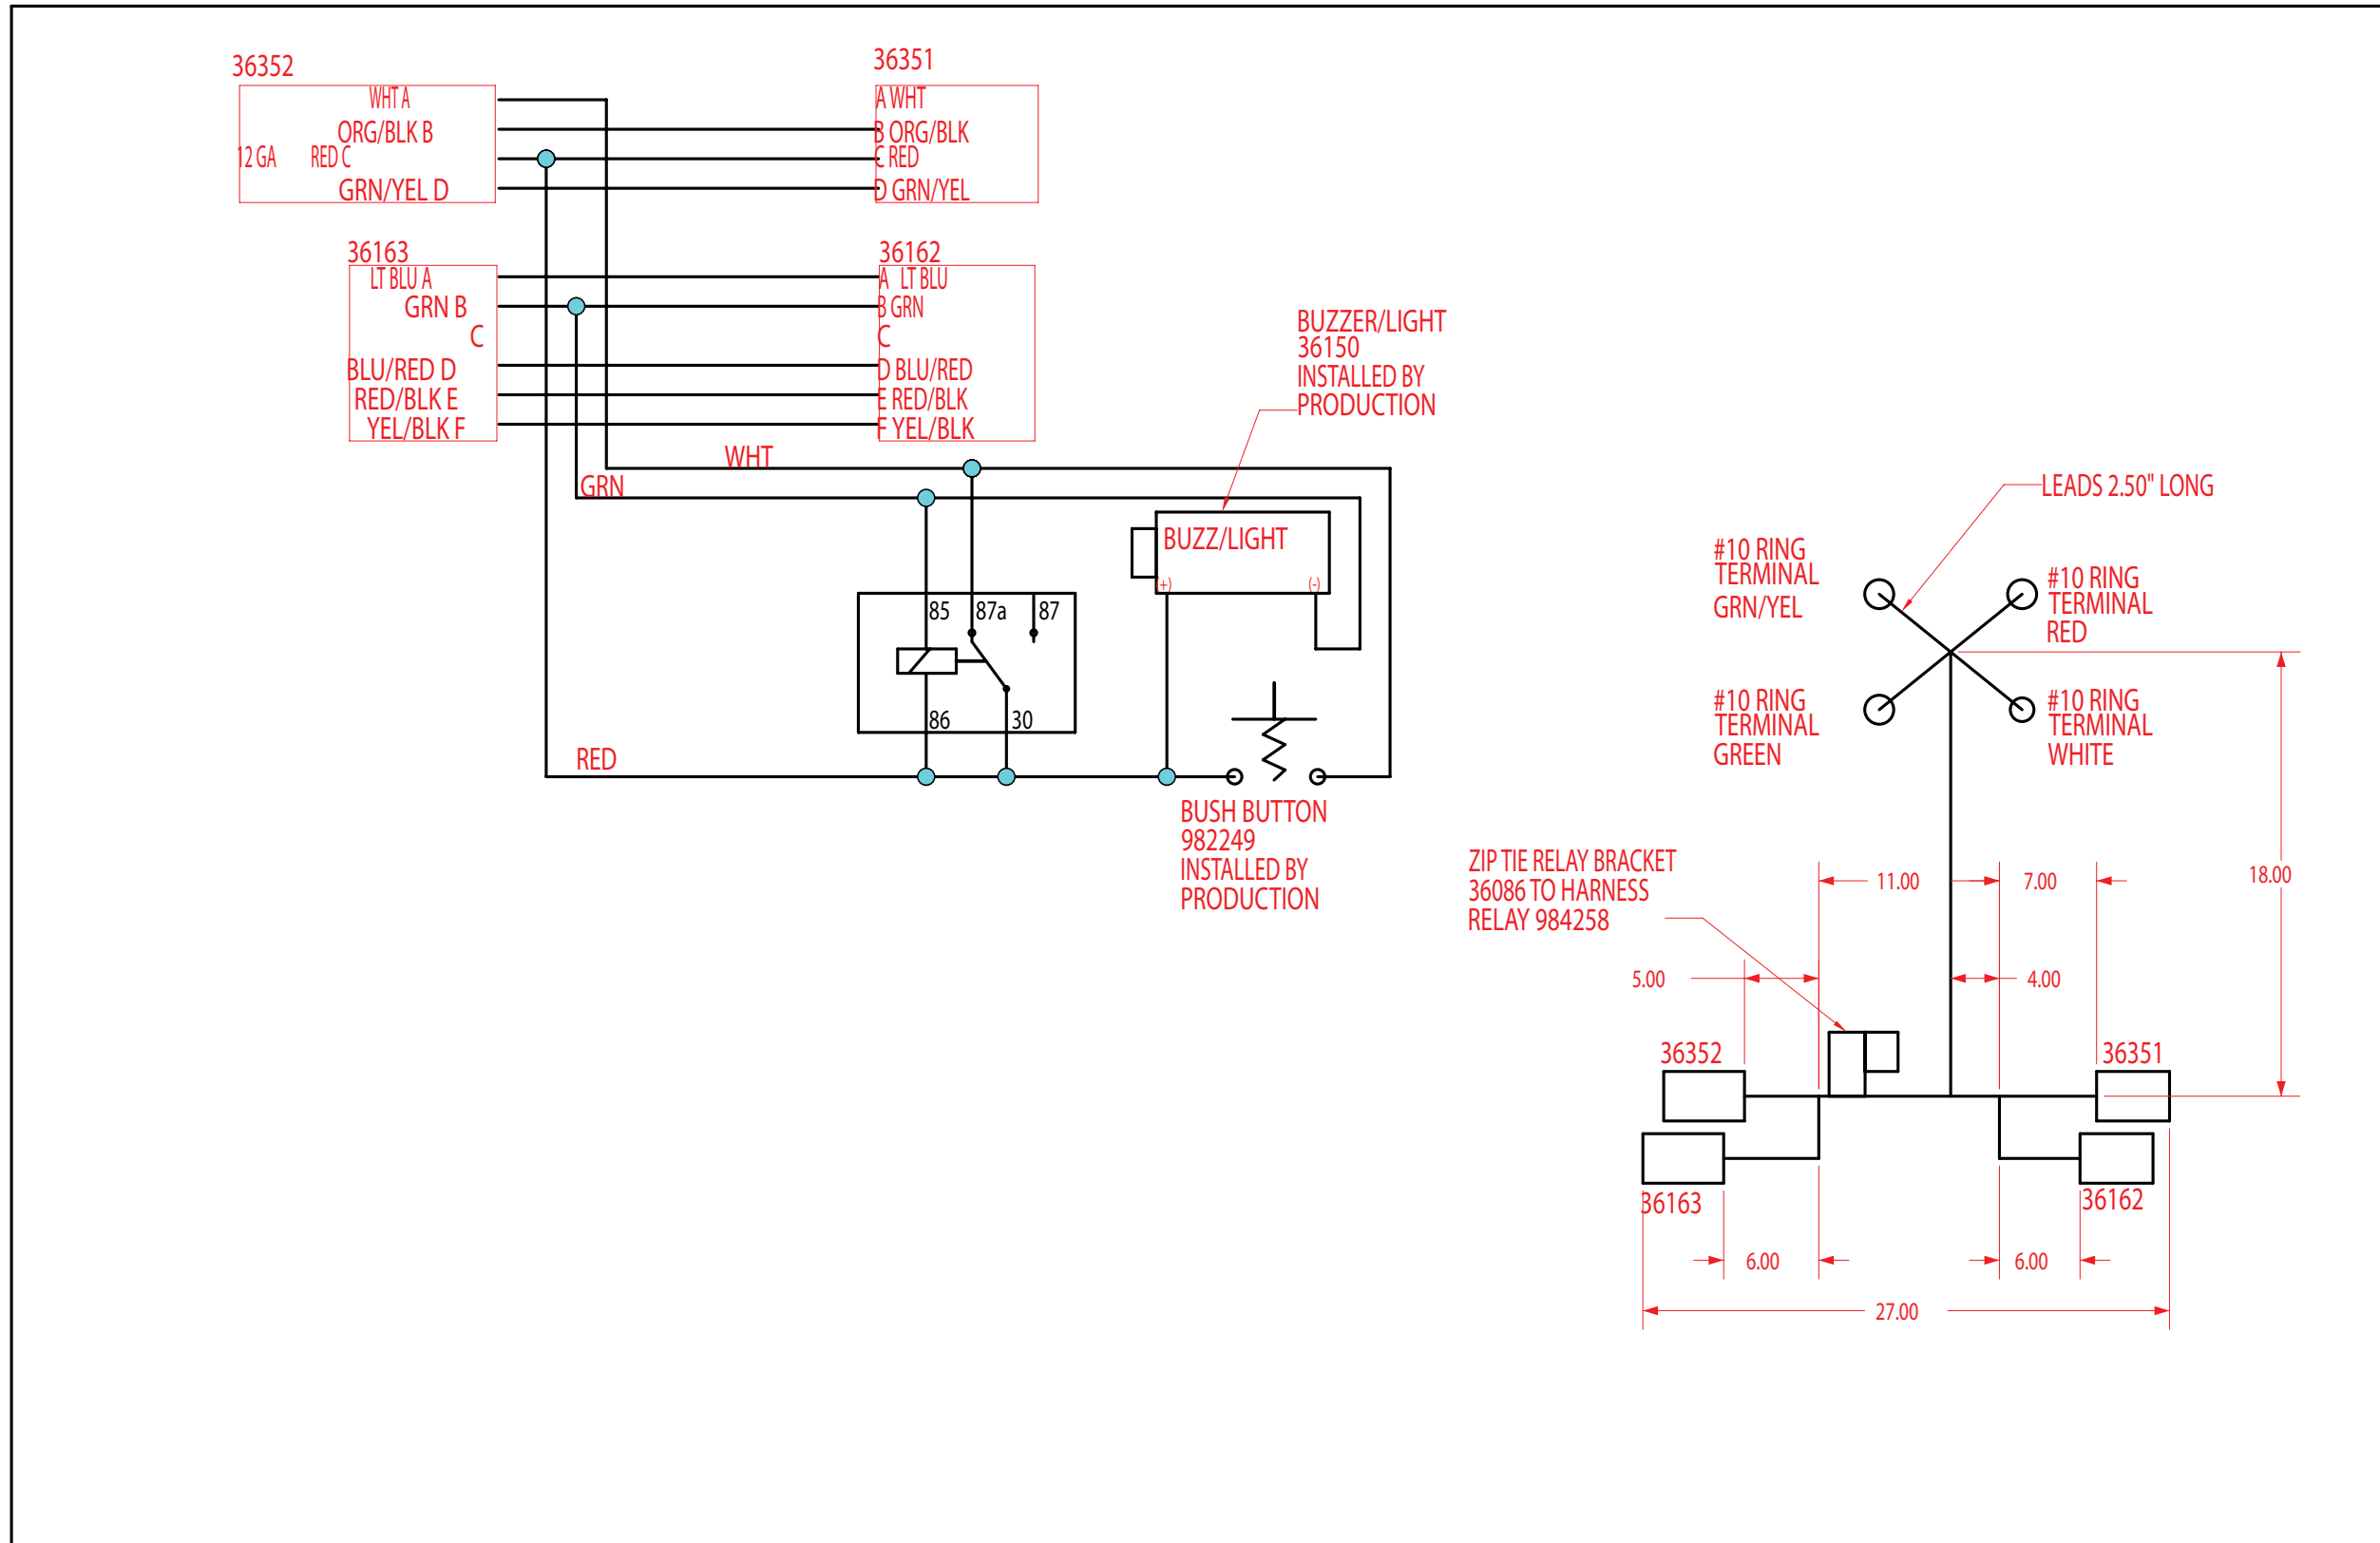 36352
WHT A
ORG/BLK B
12 GA RED C
GRN/YEL D
36351
A WHT
B ORG/BLK
C RED
D GRN/YEL
36163
LT BLU A
GRN B
C
BLU/RED D
RED/BLK E
YEL/BLK F
36162
A LT BLU
B GRN
C
D BLU/RED
E RED/BLK
F YEL/BLK
WHT
GRN
RED
BUZZER/LIGHT
36150
INSTALLED BY
PRODUCTION
BUZZ/LIGHT
(+) (-)
85 87a 87
86 30
BUSH BUTTON
982249
INSTALLED BY
PRODUCTION
LEADS 2.50" LONG
#10 RING
TERMINAL
GRN/YEL
#10 RING
TERMINAL
RED
#10 RING
TERMINAL
GREEN
#10 RING
TERMINAL
WHITE
ZIP TIE RELAY BRACKET
36086 TO HARNESS
RELAY 984258
11.00 7.00
18.00
5.00 4.00
36352 36351
36163 36162
6.00 6.00
27.00